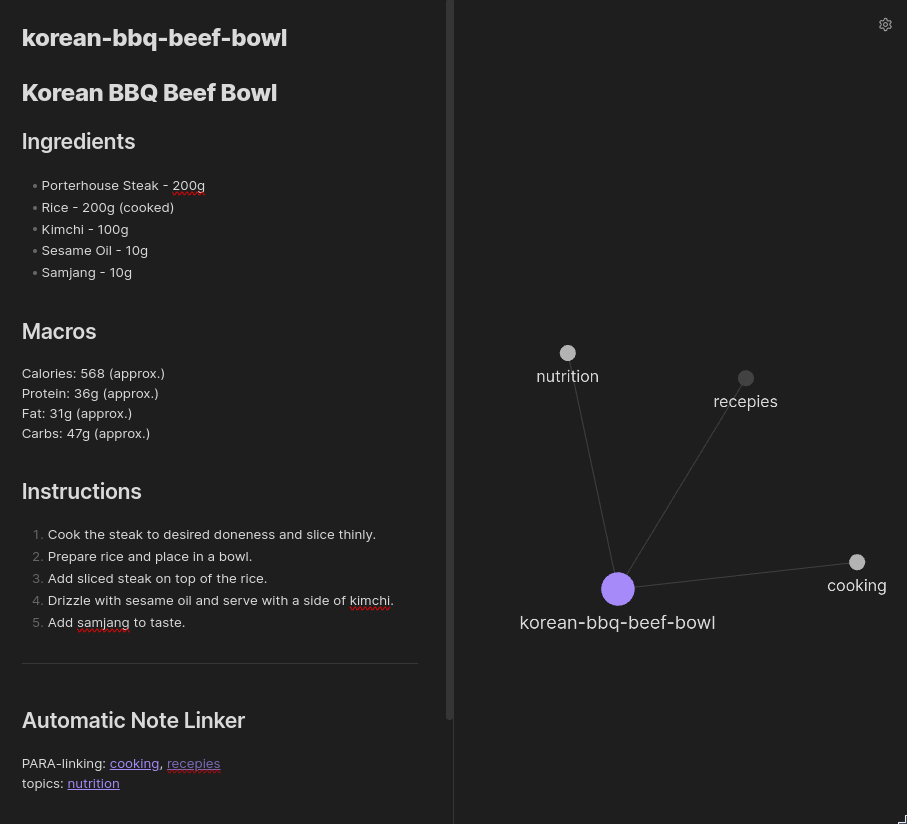 korean-bbq-beef-bowl
Korean BBQ Beef Bowl
Ingredients
• Porterhouse Steak - 200g
• Rice - 200g (cooked)
• Kimchi - 100g
• Sesame Oil - 10g
• Samjang - 10g
Macros
Calories: 568 (approx.)
Protein: 36g (approx.)
Fat: 31g (approx.)
Carbs: 47g (approx.)
Instructions
1. Cook the steak to desired doneness and slice thinly.
2. Prepare rice and place in a bowl.
3. Add sliced steak on top of the rice.
4. Drizzle with sesame oil and serve with a side of kimchi.
5. Add samjang to taste.
Automatic Note Linker
PARA-linking: cooking, recepies
topics: nutrition
nutrition
recepies
cooking
korean-bbq-beef-bowl